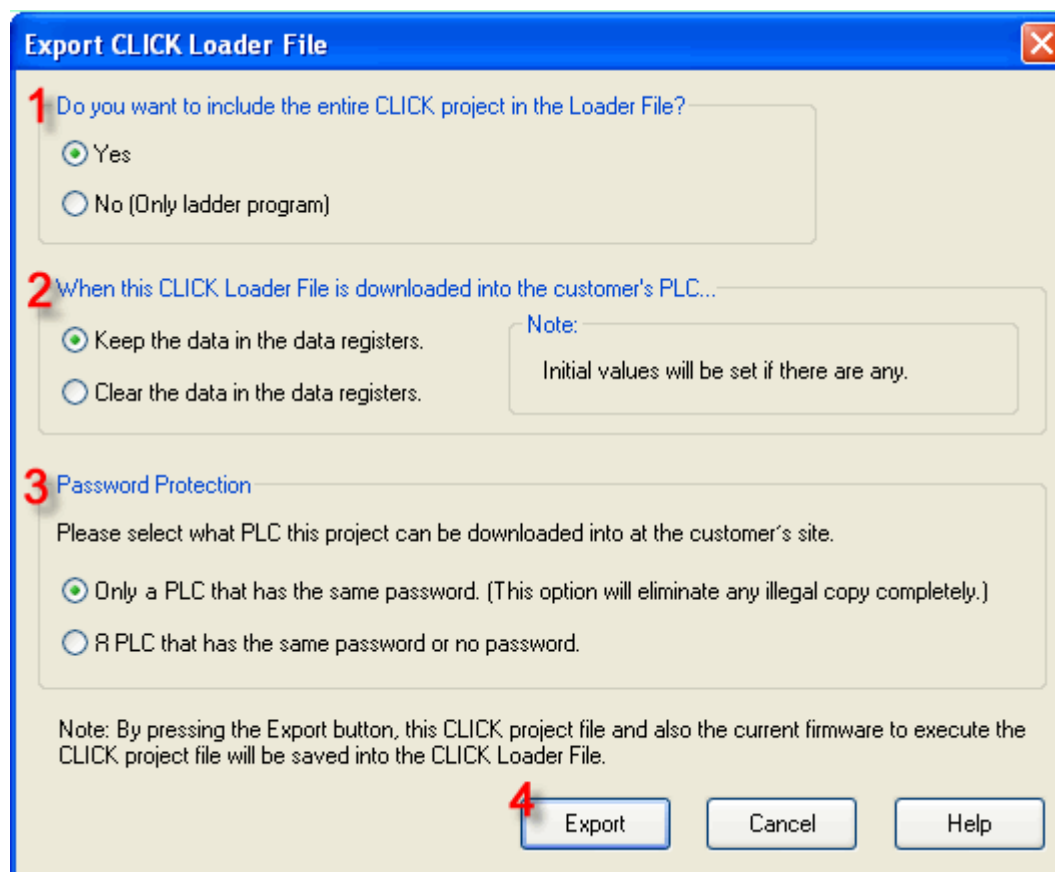 Export CLICK Loader File
1 Do you want to include the entire CLICK project in the Loader File?
Yes
No (Only ladder program)
2 When this CLICK Loader File is downloaded into the customer's PLC...
Keep the data in the data registers.
Clear the data in the data registers.
Note:
Initial values will be set if there are any.
3 Password Protection
Please select what PLC this project can be downloaded into at the customer's site.
Only a PLC that has the same password. (This option will eliminate any illegal copy completely.)
A PLC that has the same password or no password.
Note: By pressing the Export button, this CLICK project file and also the current firmware to execute the
CLICK project file will be saved into the CLICK Loader File.
4 Export Cancel Help